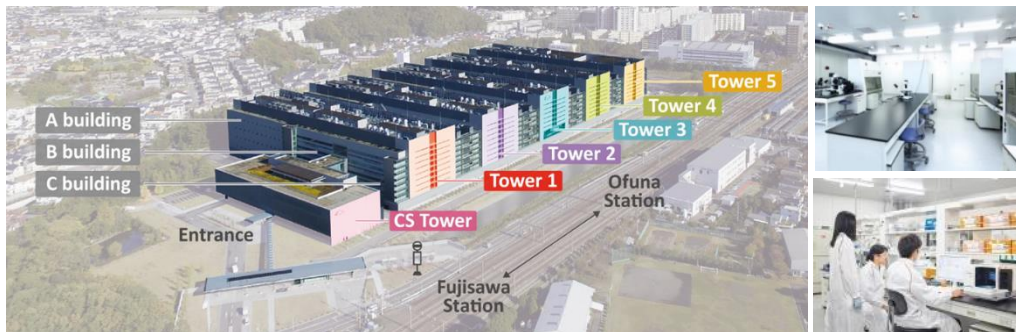 A building
B building
C building
Entrance
CS Tower
Tower 1
Tower 2
Tower 3
Tower 4
Tower 5
Ofuna
Station
Fujisawa
Station